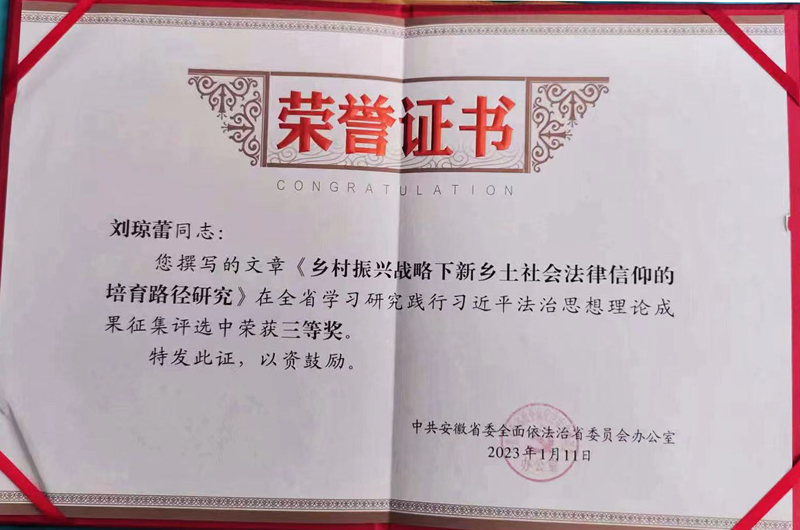 荣誉证书
CONGRATULATION
刘琼蕾同志：
您撰写的文章《乡村振兴战略下新乡土社会法律信仰的
培育路径研究》在全省学习研究践行习近平法治思想理论成
果征集评选中荣获三等奖。
特发此证，以资鼓励。
中共安徽省委全面依法治省委员会办公室
2023年1月11日
办公室